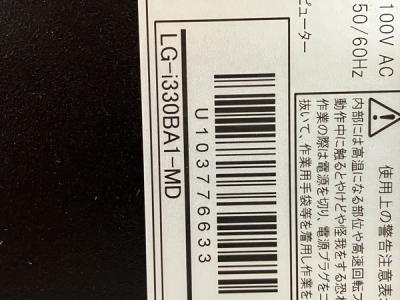 100V AC
50/60Hz
ピューター
LG-i330BA1-MD
U103776633
使用上の警告注意表
内部には高温になる部位や高速回転
動作中に触るとやけどや怪我をする恐
作業の際は電源を切り、電源プラグを
抜いて、作業用手袋等を着用し作業を